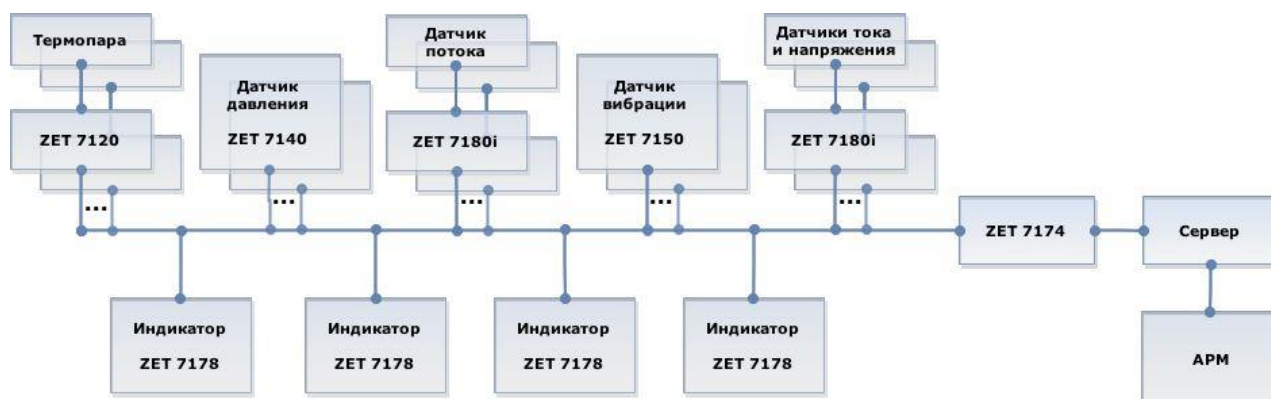 Термопара
Датчик
потока
Датчики тока
и напряжения
Датчик
давления
Датчик
вибрации
ZET 7120
ZET 7140
ZET 7180i
ZET 7150
ZET 7180i
...
...
...
...
...
ZET 7174
Сервер
Индикатор
ZET 7178
Индикатор
ZET 7178
Индикатор
ZET 7178
Индикатор
ZET 7178
АРМ